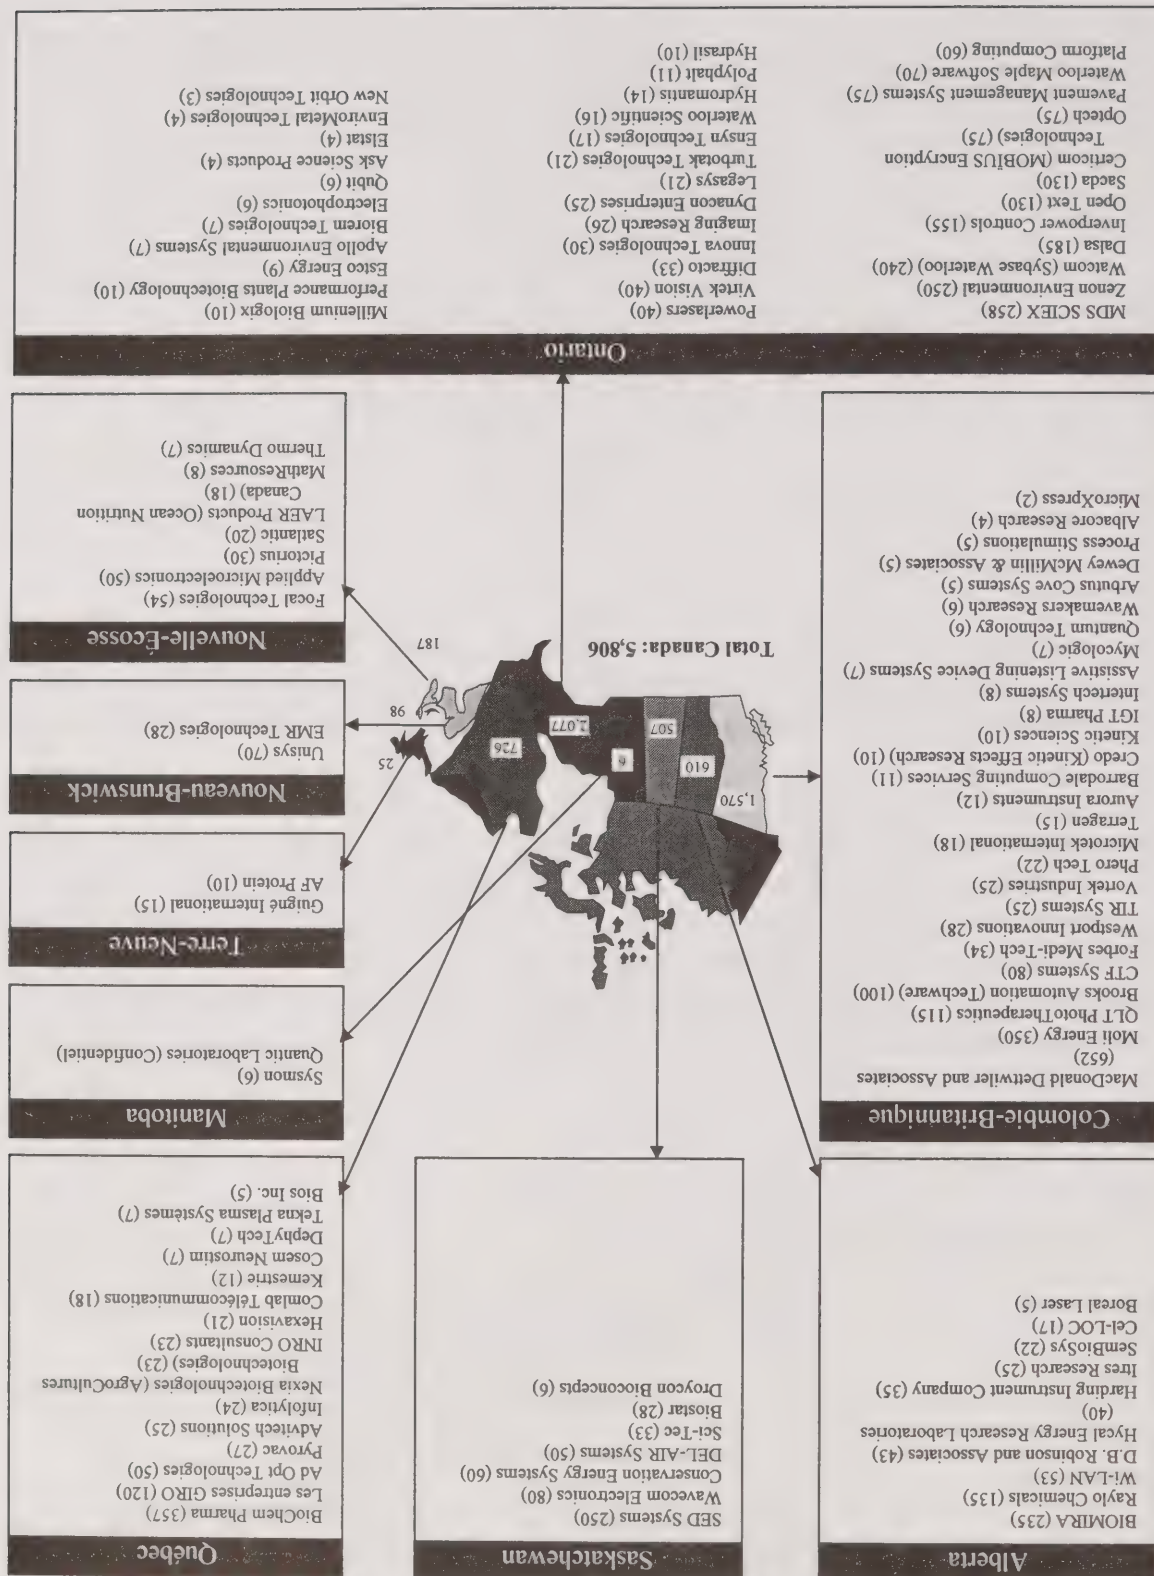 Alberta
BIOMIRA (235)
Raylo Chemicals (135)
Wi-LAN (53)
D.B. Robinson and Associates (43)
Hycal Energy Research Laboratories
(40)
Harding Instrument Company (35)
Itres Research (25)
SemBioSys (22)
Cel-LOC (17)
Boreal Laser (5)
Saskatchewan
SED Systems (250)
Wavecom Electronics (80)
Conservation Energy Systems (60)
DEL-AIR Systems (50)
Sci-Tec (33)
Biostar (28)
Droycon Bioconcepts (6)
Québec
BioChem Pharma (357)
Les entreprises GIRO (120)
Ad Opt Technologies (50)
Pyrovac (27)
Advitech Solutions (25)
Infolytica (24)
Nexia Biotechnologies (AgroCultures
Biotechnologies) (23)
INRO Consultants (23)
Hexavision (21)
Comlab Télécommunications (18)
Kemestrie (12)
Cosem Neurostim (7)
DephyTech (7)
Tekna Plasma Systèmes (7)
Bios Inc. (5)
Colombie-Britannique
MacDonald Dettwiler and Associates
(652)
Moli Energy (350)
QLT PhotoTherapeutics (115)
Brooks Automation (Techware) (100)
CTF Systems (80)
Forbes Medi-Tech (34)
Westport Innovations (28)
TIR Systems (25)
Vortek Industries (25)
Phero Tech (22)
Microtek International (18)
Terragen (15)
Aurora Instruments (12)
Barrodale Computing Services (11)
Credo (Kinetic Effects Research) (10)
Kinetic Sciences (10)
IGT Pharma (8)
Intertech Systems (8)
Assistive Listening Device Systems (7)
Mycologic (7)
Quantum Technology (6)
Wavemakers Research (6)
Arbutus Cove Systems (5)
Dewey McMillin & Associates (5)
Process Stimulations (5)
Albacore Research (4)
MicroXpress (2)
1,570
610
507
6
2,077
726
25
98
187
Total Canada: 5,806
Manitoba
Sysmon (6)
Quantic Laboratories (Confidentiel)
Terre-Neuve
Guigné International (15)
AF Protein (10)
Nouveau-Brunswick
Unisys (70)
EMR Technologies (28)
Nouvelle-Écosse
Focal Technologies (54)
Applied Microelectronics (50)
Pictorius (30)
Satlantic (20)
LAER Products (Ocean Nutrition
Canada) (18)
MathResources (8)
Thermo Dynamics (7)
Ontario
MDS SCIEX (258)
Zenon Environmental (250)
Watcom (Sybase Waterloo) (240)
Dalsa (185)
Inverpower Controls (155)
Open Text (130)
Sacda (130)
Certicom (MÖBIUS Encryption
Technologies) (75)
Optech (75)
Pavement Management Systems (75)
Waterloo Maple Software (70)
Platform Computing (60)
Powerlasers (40)
Virtek Vision (40)
Diffracto (33)
Innova Technologies (30)
Imaging Research (26)
Dynacon Enterprises (25)
Legasys (21)
Turbotak Technologies (21)
Ensyn Technologies (17)
Waterloo Scientific (16)
Hydromantis (14)
Polyphalt (11)
Hydrasil (10)
Millenium Biologix (10)
Performance Plants Biotechnology (10)
Estco Energy (9)
Apollo Environmental Systems (7)
Biorem Technologies (7)
Electrophotonics (6)
Qubit (6)
Ask Science Products (4)
Elstat (4)
EnviroMetal Technologies (4)
New Orbit Technologies (3)